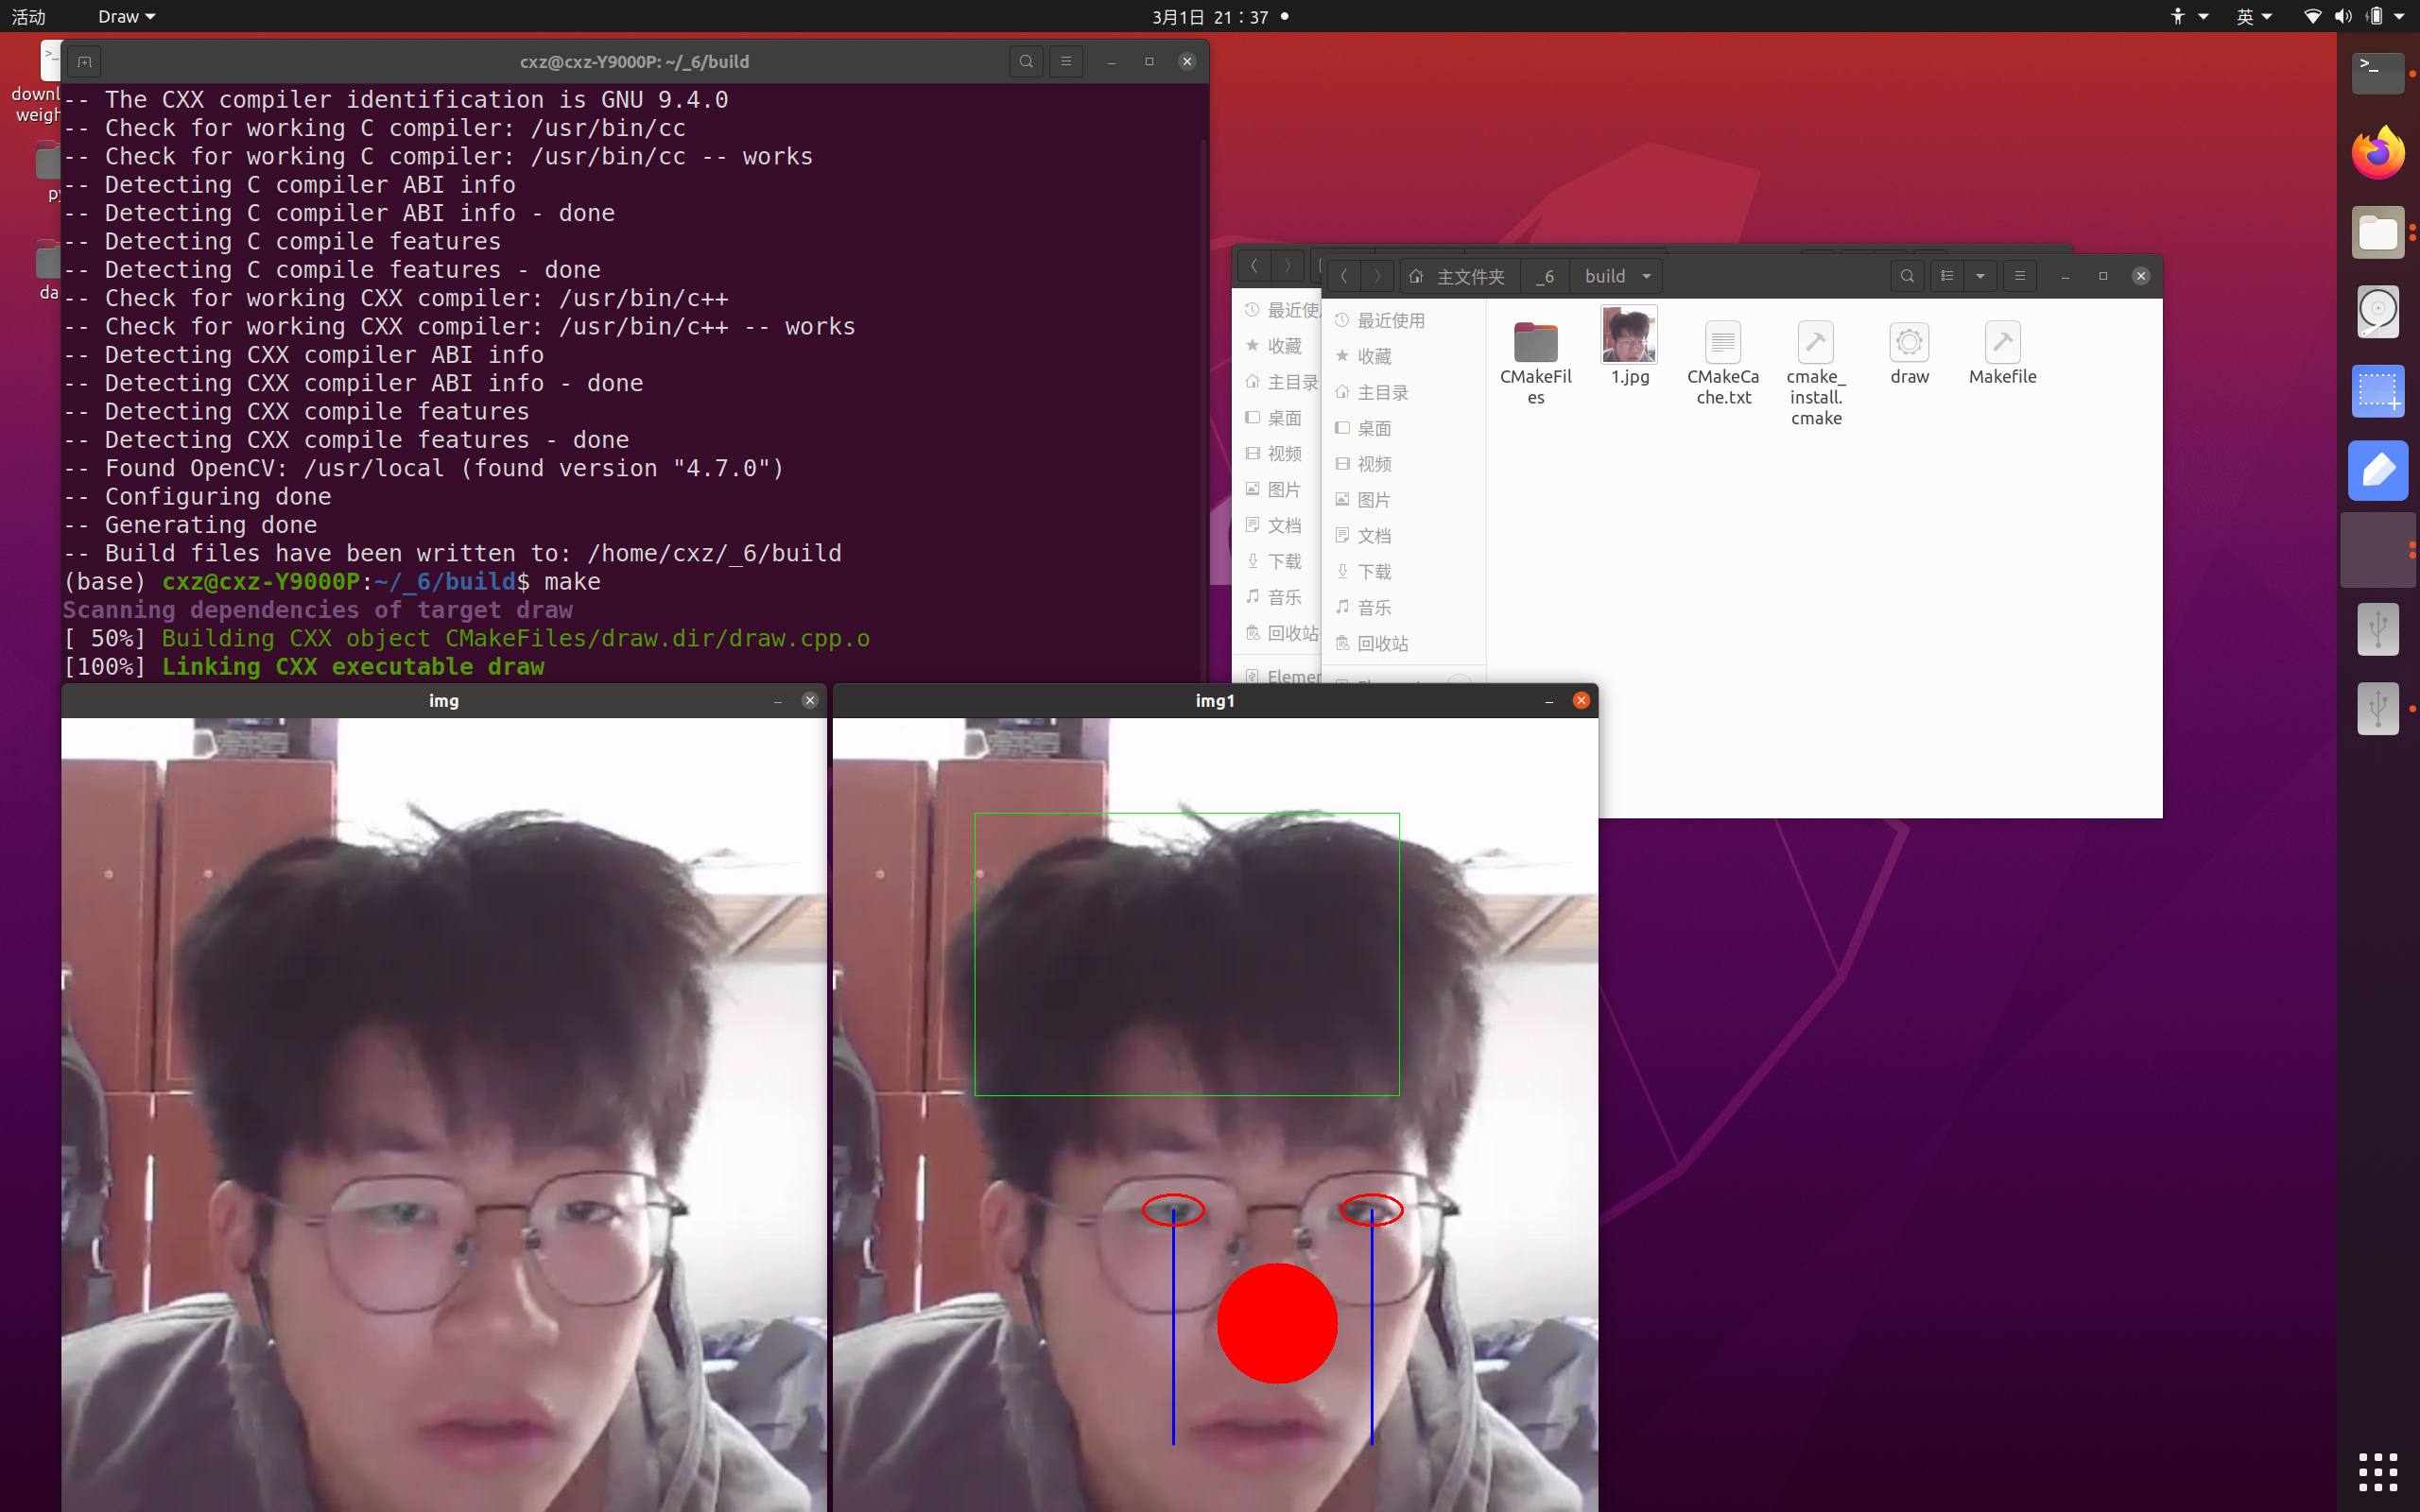 活动
Draw
3月1日 21：37
英
cxz@cxz-Y9000P: ~/_6/build
-- The CXX compiler identification is GNU 9.4.0
-- Check for working C compiler: /usr/bin/cc
-- Check for working C compiler: /usr/bin/cc -- works
-- Detecting C compiler ABI info
-- Detecting C compiler ABI info - done
-- Detecting C compile features
-- Detecting C compile features - done
-- Check for working CXX compiler: /usr/bin/c++
-- Check for working CXX compiler: /usr/bin/c++ -- works
-- Detecting CXX compiler ABI info
-- Detecting CXX compiler ABI info - done
-- Detecting CXX compile features
-- Detecting CXX compile features - done
-- Found OpenCV: /usr/local (found version "4.7.0")
-- Configuring done
-- Generating done
-- Build files have been written to: /home/cxz/_6/build
(base) cxz@cxz-Y9000P:~/_6/build$ make
Scanning dependencies of target draw
[ 50%] Building CXX object CMakeFiles/draw.dir/draw.cpp.o
[100%] Linking CXX executable draw
downl
weigh
py
da
最近使
收藏
主目录
桌面
视频
图片
文档
下载
音乐
回收站
Elemen
主文件夹
_6
build
最近使用
收藏
主目录
桌面
视频
图片
文档
下载
音乐
回收站
CMakeFil
es
1.jpg
CMakeCa
che.txt
cmake_
install.
cmake
draw
Makefile
img
img1